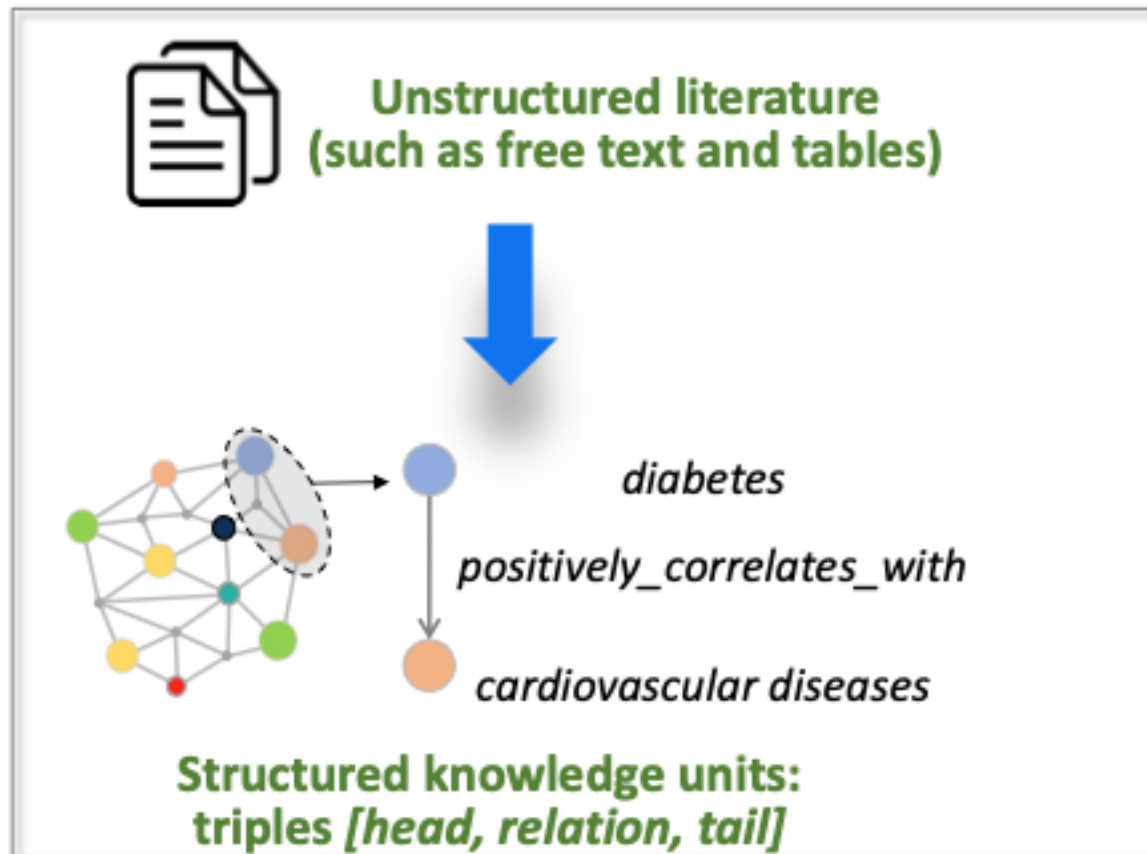 Unstructured literature
(such as free text and tables)
diabetes
positively_correlates_with
cardiovascular diseases
Structured knowledge units:
triples [head, relation, tail]